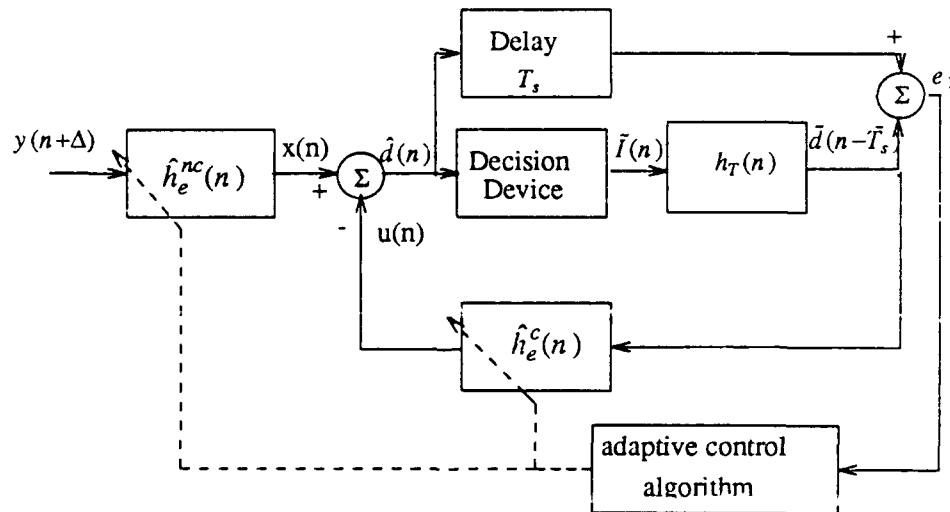 Delay
T_s
+
Σ
e
y(n+Δ)
ĥ_e^{nc}(n)
x(n)
+
Σ
d̂(n)
Decision
Device
Ĩ(n)
h_T(n)
d̄(n-T̄_s)
-
u(n)
ĥ_e^c(n)
adaptive control
algorithm